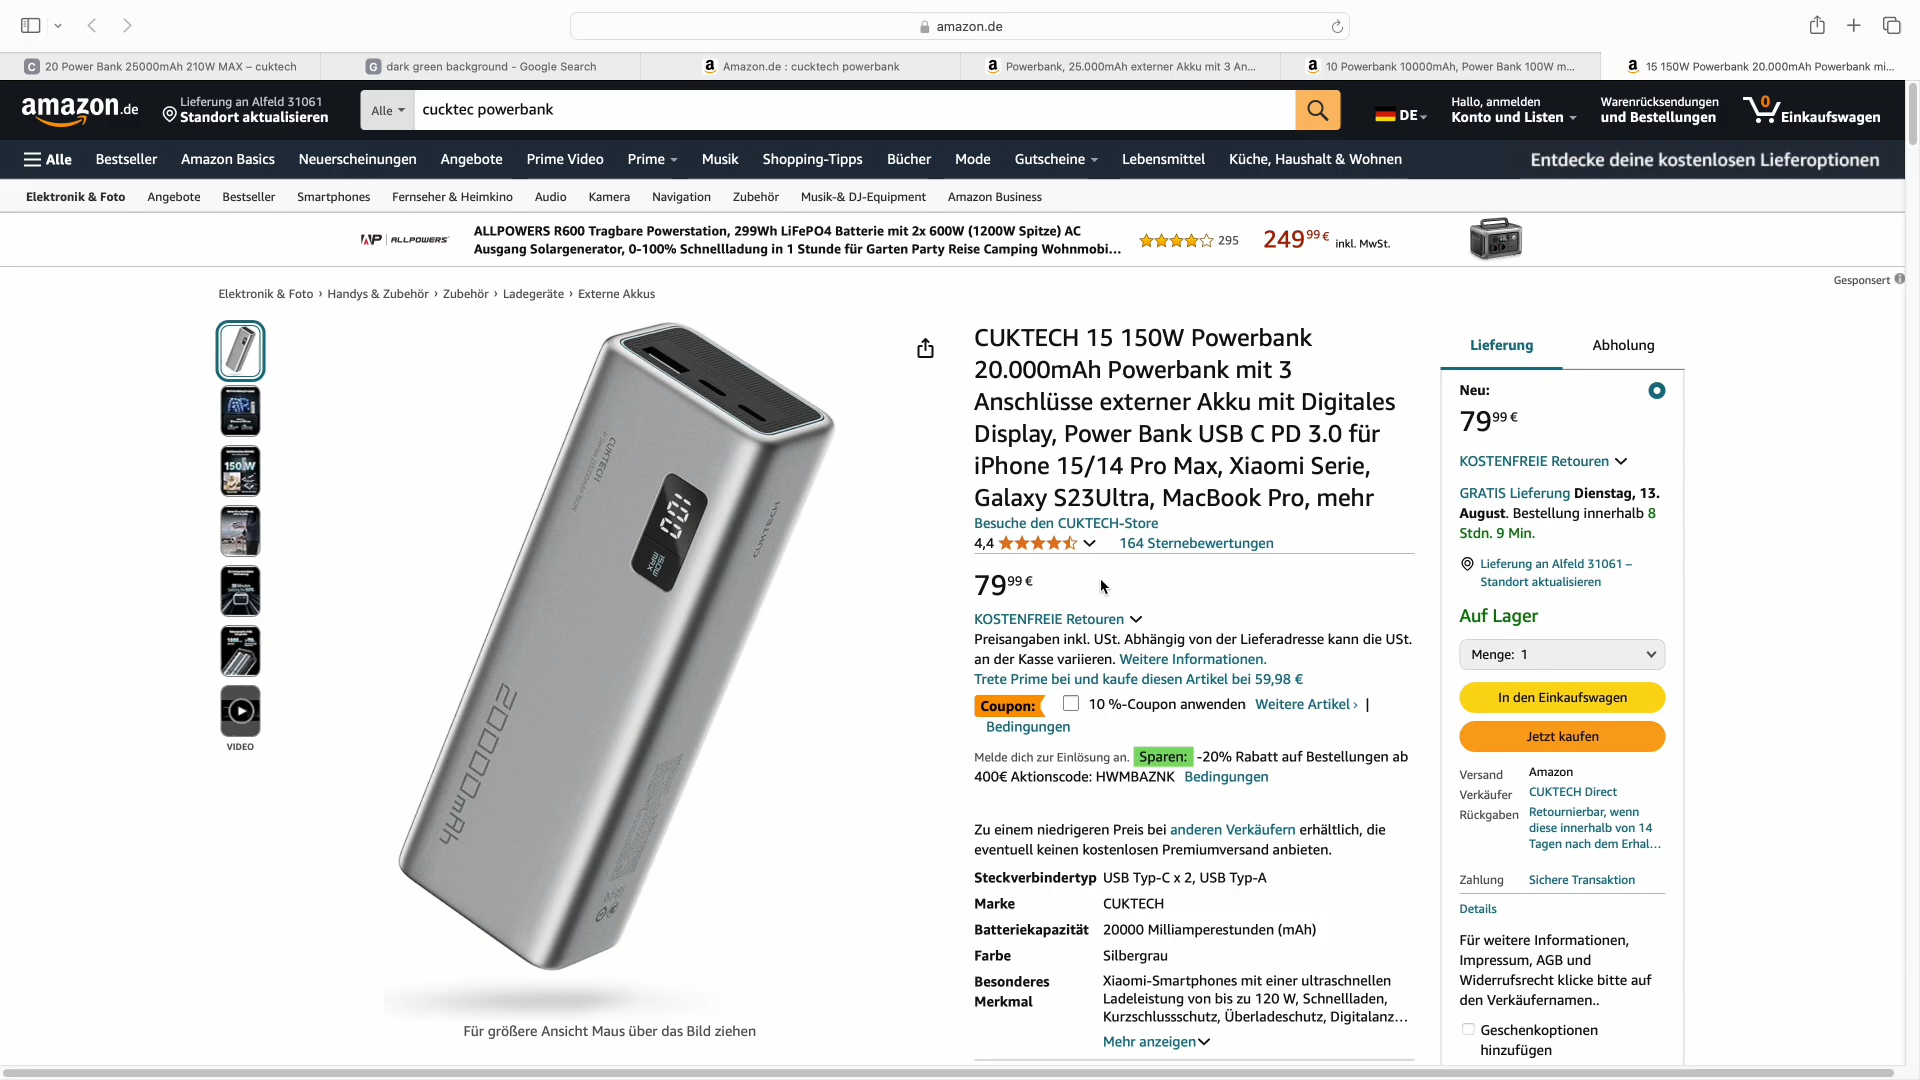 amazon.de
20 Power Bank 25000mAh 210W MAX – cuktech
dark green background - Google Search
Amazon.de : cucktech powerbank
Powerbank, 25.000mAh externer Akku mit 3 An...
10 Powerbank 10000mAh, Power Bank 100W m...
15 150W Powerbank 20.000mAh Powerbank mi...
amazon.de
Lieferung an Alfeld 31061
Standort aktualisieren
Alle
cucktec powerbank
DE
Hallo, anmelden
Konto und Listen
Warenrücksendungen
und Bestellungen
0
Einkaufswagen
Alle Bestseller Amazon Basics Neuerscheinungen Angebote Prime Video Prime Musik Shopping-Tipps Bücher Mode Gutscheine Lebensmittel Küche, Haushalt & Wohnen
Entdecke deine kostenlosen Lieferoptionen
Elektronik & Foto Angebote Bestseller Smartphones Fernseher & Heimkino Audio Kamera Navigation Zubehör Musik-& DJ-Equipment Amazon Business
ALLPOWERS
ALLPOWERS R600 Tragbare Powerstation, 299Wh LiFePO4 Batterie mit 2x 600W (1200W Spitze) AC
Ausgang Solargenerator, 0-100% Schnellladung in 1 Stunde für Garten Party Reise Camping Wohnmobi...
295
249⁹⁹€ inkl. MwSt.
Gesponsert
Elektronik & Foto › Handys & Zubehör › Zubehör › Ladegeräte › Externe Akkus
150W
VIDEO
CUKTECH
CUKTECH
100
150W
MAX
20000mAh
Für größere Ansicht Maus über das Bild ziehen
CUKTECH 15 150W Powerbank
20.000mAh Powerbank mit 3
Anschlüsse externer Akku mit Digitales
Display, Power Bank USB C PD 3.0 für
iPhone 15/14 Pro Max, Xiaomi Serie,
Galaxy S23Ultra, MacBook Pro, mehr
Besuche den CUKTECH-Store
4,4 164 Sternebewertungen
79⁹⁹€
KOSTENFREIE Retouren
Preisangaben inkl. USt. Abhängig von der Lieferadresse kann die USt.
an der Kasse variieren. Weitere Informationen.
Trete Prime bei und kaufe diesen Artikel bei 59,98 €
Coupon: 10 %-Coupon anwenden Weitere Artikel › |
Bedingungen
Melde dich zur Einlösung an. Sparen: -20% Rabatt auf Bestellungen ab
400€ Aktionscode: HWMBAZNK Bedingungen
Zu einem niedrigeren Preis bei anderen Verkäufern erhältlich, die
eventuell keinen kostenlosen Premiumversand anbieten.
Steckverbindertyp USB Typ-C x 2, USB Typ-A
Marke CUKTECH
Batteriekapazität 20000 Milliamperestunden (mAh)
Farbe Silbergrau
Besonderes
Merkmal
Xiaomi-Smartphones mit einer ultraschnellen
Ladeleistung von bis zu 120 W, Schnellladen,
Kurzschlussschutz, Überladeschutz, Digitalanz...
Mehr anzeigen
Lieferung
Abholung
Neu:
79⁹⁹€
KOSTENFREIE Retouren
GRATIS Lieferung Dienstag, 13.
August. Bestellung innerhalb 8
Stdn. 9 Min.
Lieferung an Alfeld 31061 –
Standort aktualisieren
Auf Lager
Menge: 1
In den Einkaufswagen
Jetzt kaufen
Versand Amazon
Verkäufer CUKTECH Direct
Rückgaben Retournierbar, wenn
diese innerhalb von 14
Tagen nach dem Erhal...
Zahlung Sichere Transaktion
Details
Für weitere Informationen,
Impressum, AGB und
Widerrufsrecht klicke bitte auf
den Verkäufernamen..
Geschenkoptionen
hinzufügen